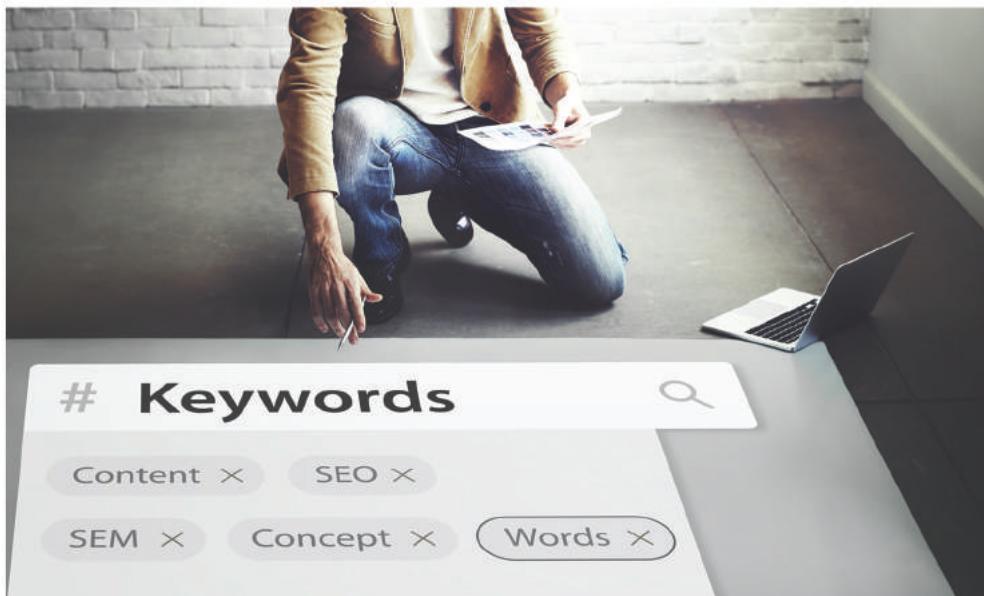 # Keywords
Content × SEO ×
SEM × Concept × Words ×